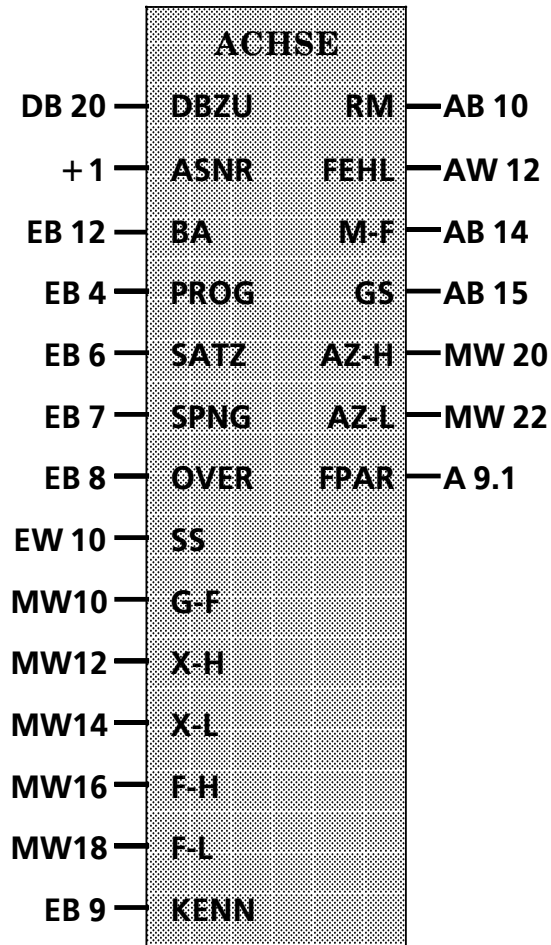 ACHSE
DB 20 DBZU RM AB 10
+ 1 ASNR FEHL AW 12
EB 12 BA M-F AB 14
EB 4 PROG GS AB 15
EB 6 SATZ AZ-H MW 20
EB 7 SPNG AZ-L MW 22
EB 8 OVER FPAR A 9.1
EW 10 SS
MW10 G-F
MW12 X-H
MW14 X-L
MW16 F-H
MW18 F-L
EB 9 KENN